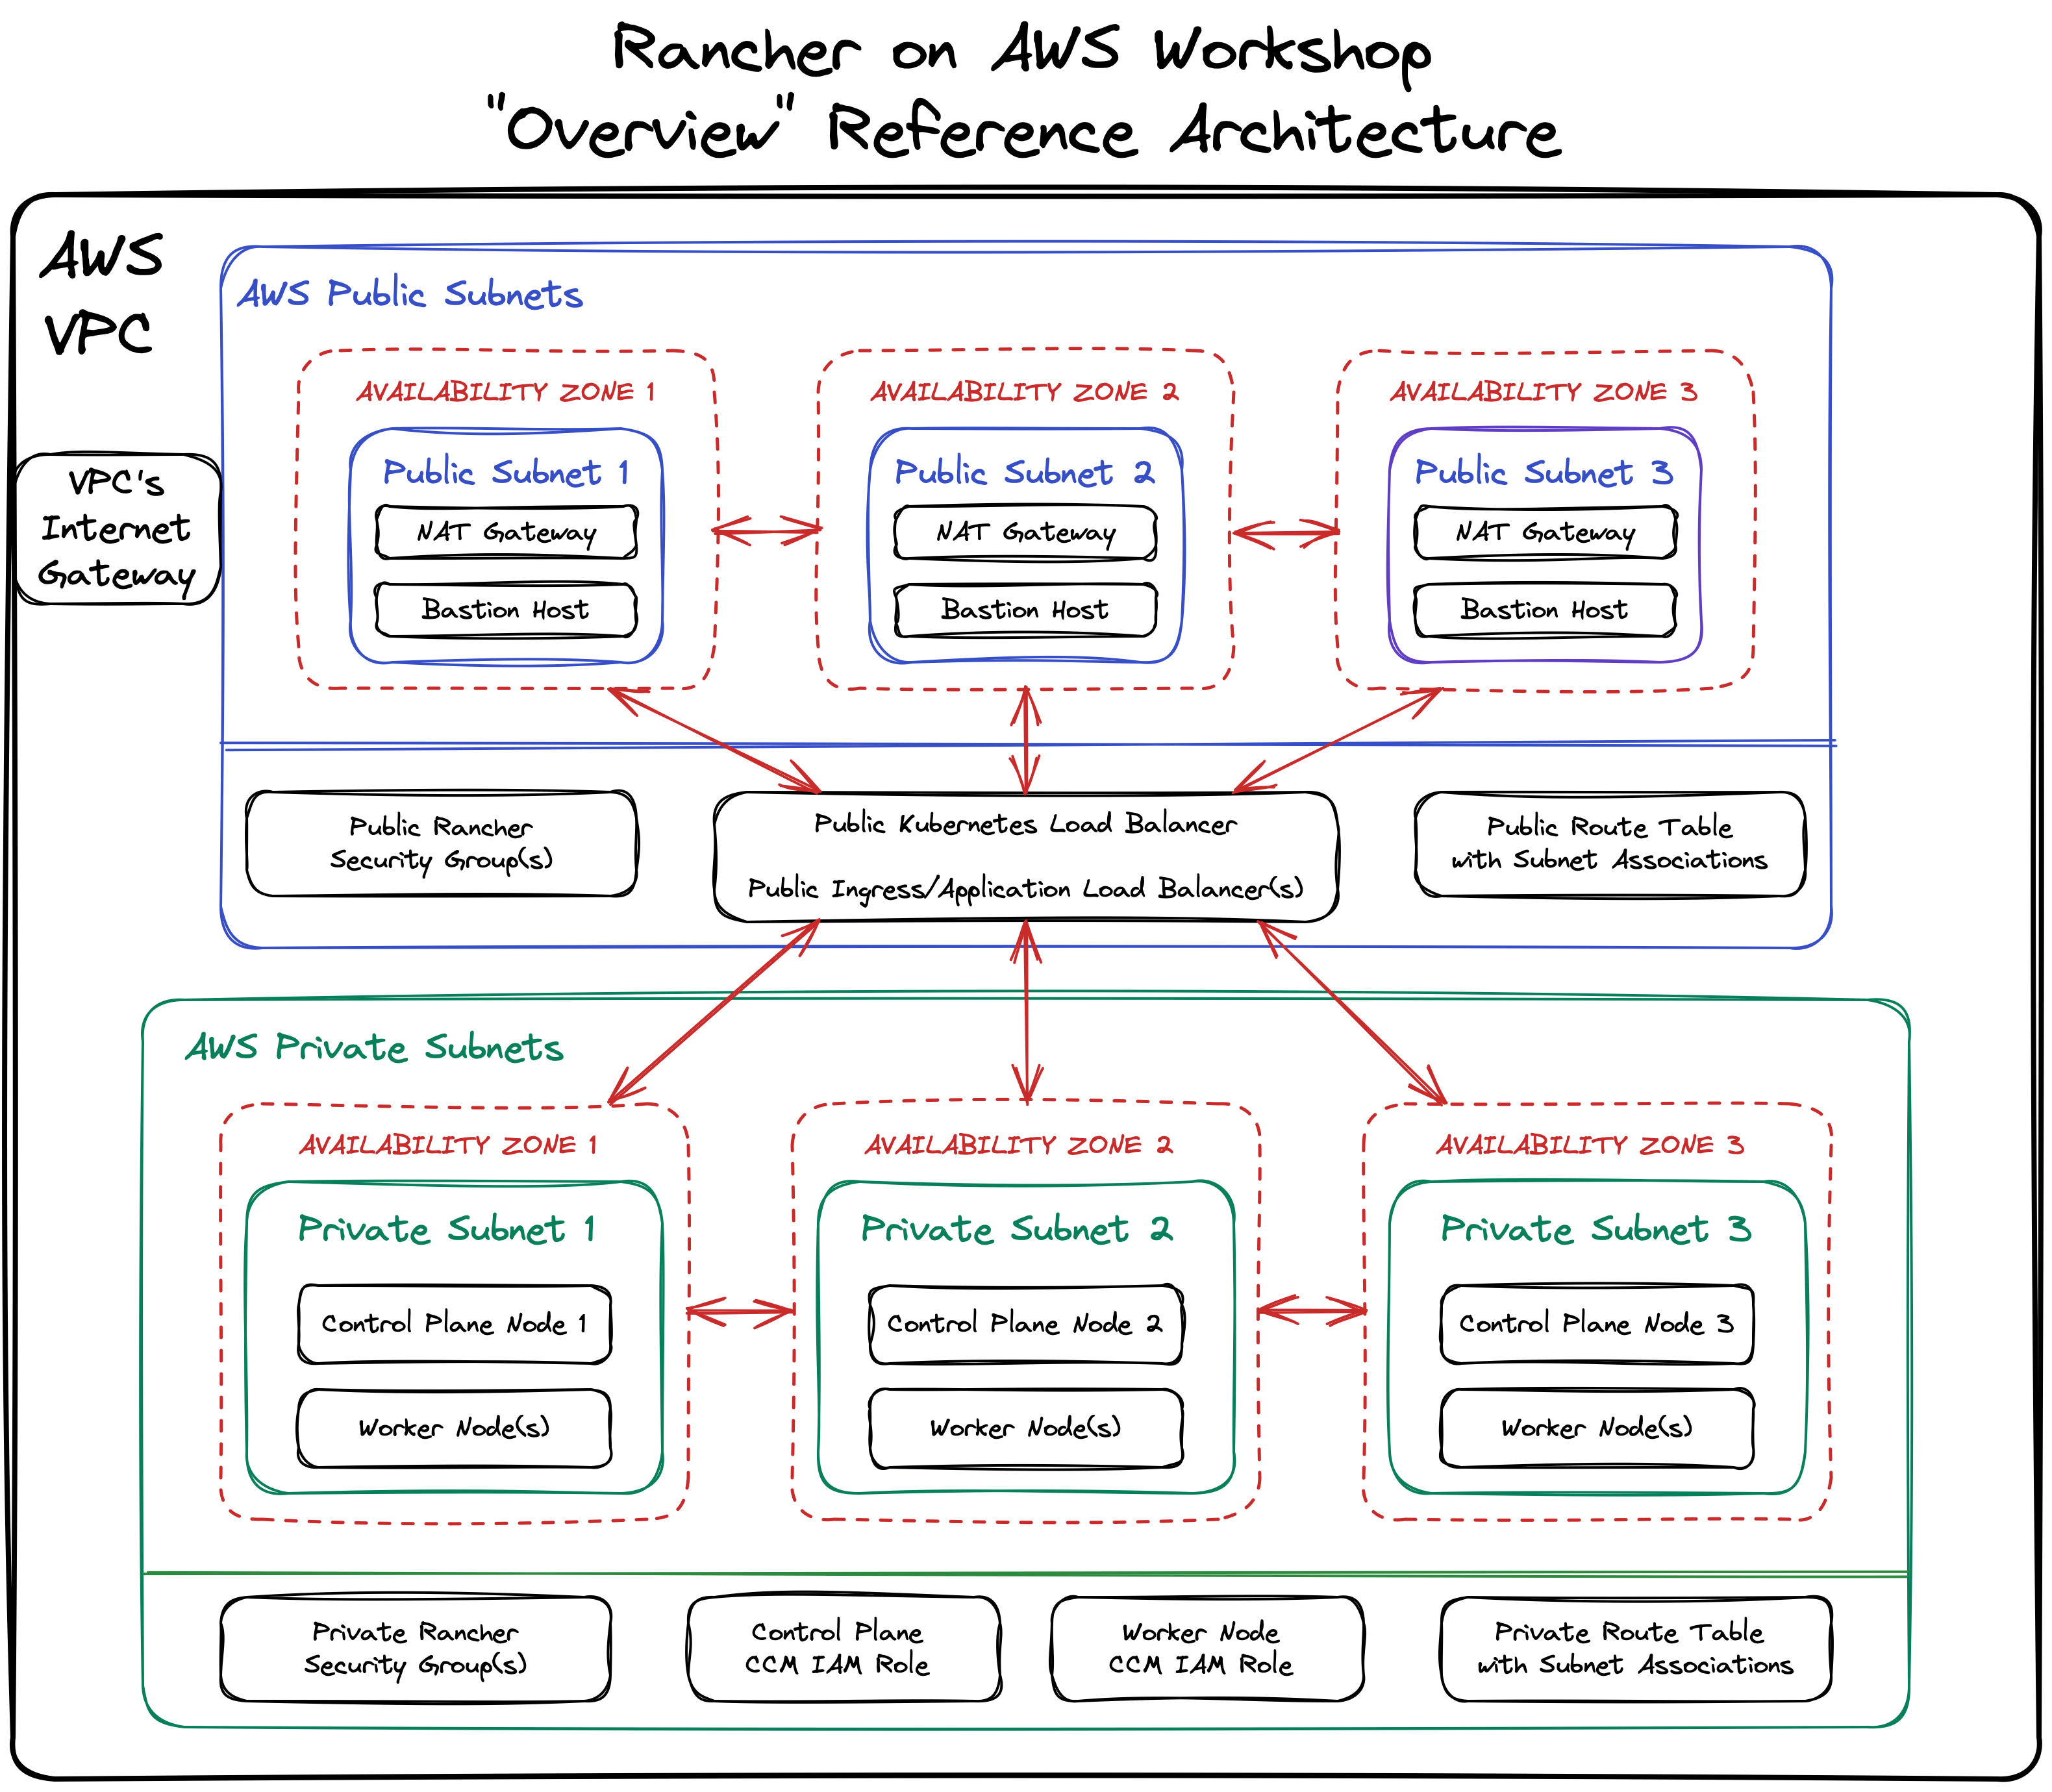 Rancher on AWS Workshop
"Overview" Reference Architecture
AWS
VPC
AWS Public Subnets
AVAILABILITY ZONE 1
Public Subnet 1
NAT Gateway
Bastion Host
AVAILABILITY ZONE 2
Public Subnet 2
NAT Gateway
Bastion Host
AVAILABILITY ZONE 3
Public Subnet 3
NAT Gateway
Bastion Host
VPC's
Internet
Gateway
Public Rancher
Security Group(s)
Public Kubernetes Load Balancer
Public Ingress/Application Load Balancer(s)
Public Route Table
with Subnet Associations
AWS Private Subnets
AVAILABILITY ZONE 1
Private Subnet 1
Control Plane Node 1
Worker Node(s)
AVAILABILITY ZONE 2
Private Subnet 2
Control Plane Node 2
Worker Node(s)
AVAILABILITY ZONE 3
Private Subnet 3
Control Plane Node 3
Worker Node(s)
Private Rancher
Security Group(s)
Control Plane
CCM IAM Role
Worker Node
CCM IAM Role
Private Route Table
with Subnet Associations